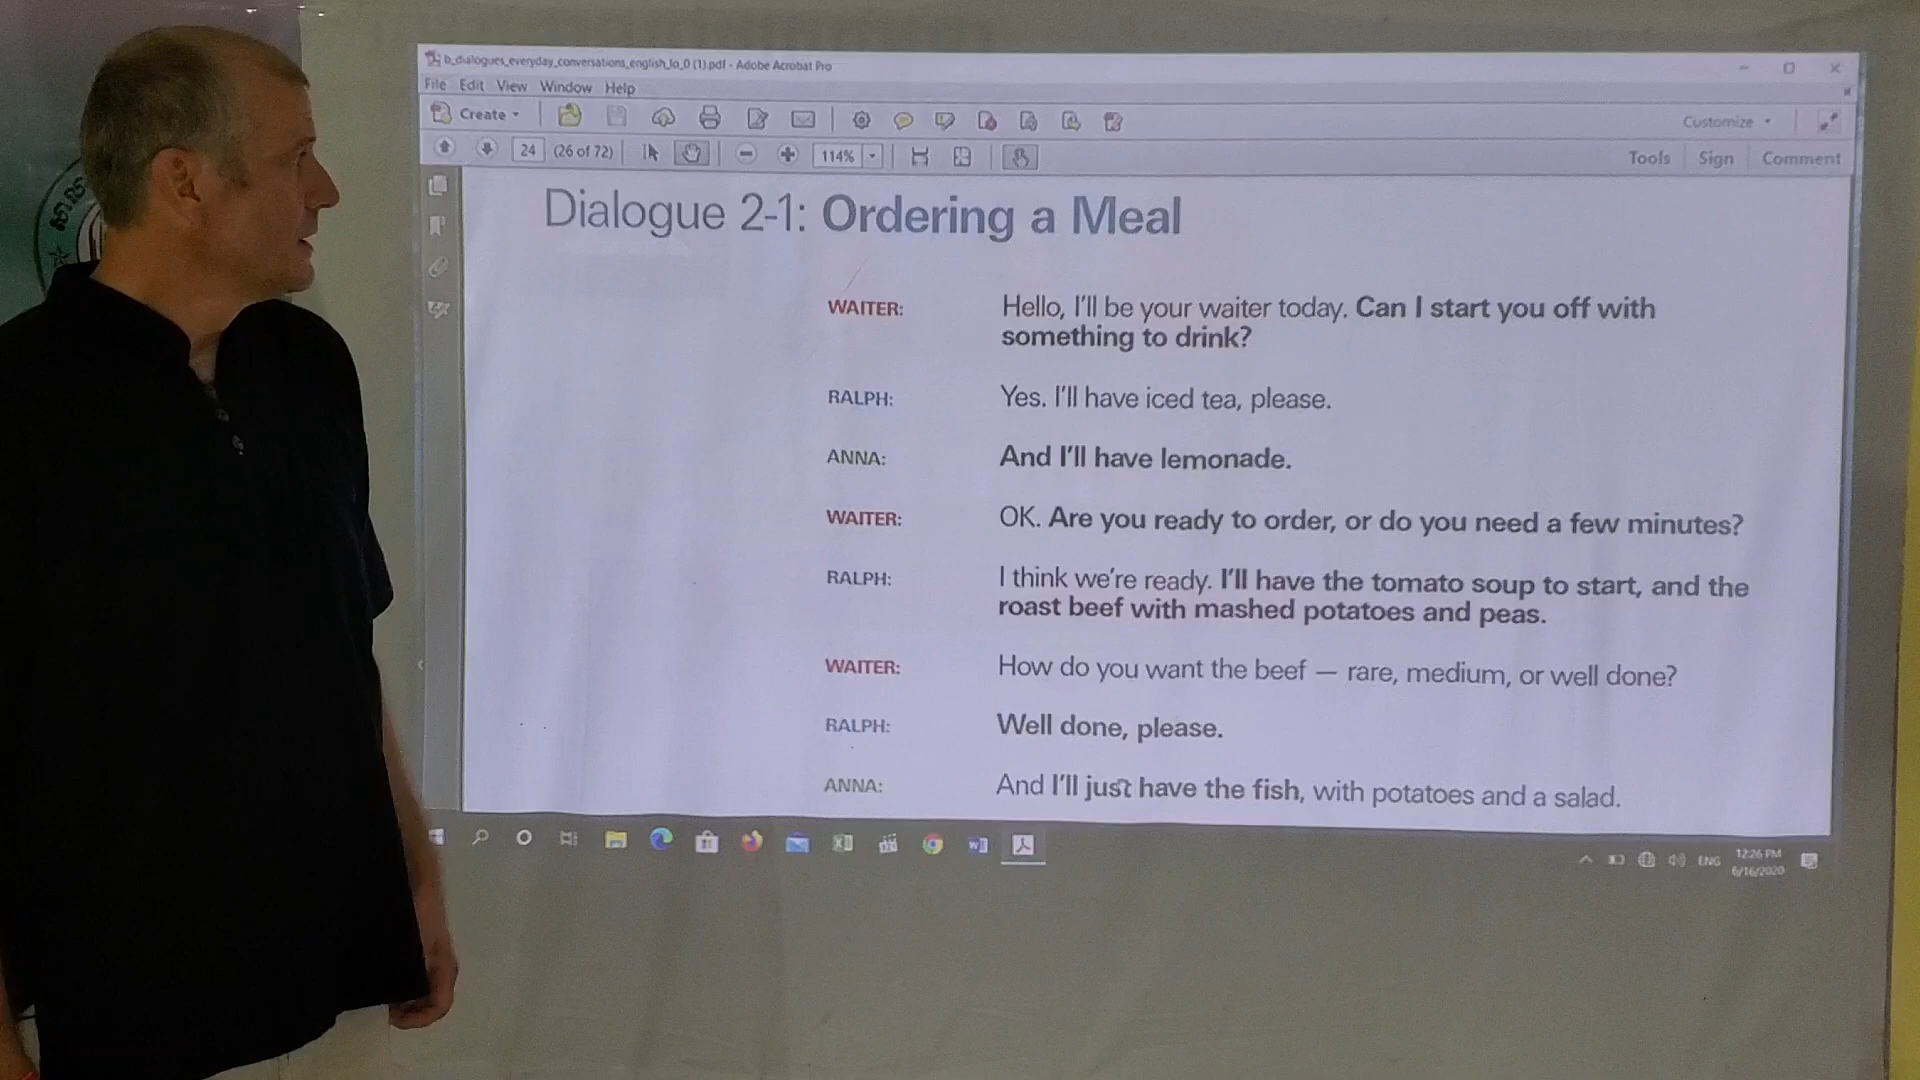 b_dialogues_everyday_conversations_english_lo_0 (1).pdf - Adobe Acrobat Pro
File Edit View Window Help
Create
Customize
24 (26 of 72) 114%
Tools Sign Comment
Dialogue 2-1: Ordering a Meal
WAITER: Hello, I'll be your waiter today. Can I start you off with
something to drink?
RALPH: Yes. I'll have iced tea, please.
ANNA: And I'll have lemonade.
WAITER: OK. Are you ready to order, or do you need a few minutes?
RALPH: I think we're ready. I'll have the tomato soup to start, and the
roast beef with mashed potatoes and peas.
WAITER: How do you want the beef — rare, medium, or well done?
RALPH: Well done, please.
ANNA: And I'll just have the fish, with potatoes and a salad.
ENG 12:26 PM
6/16/2020